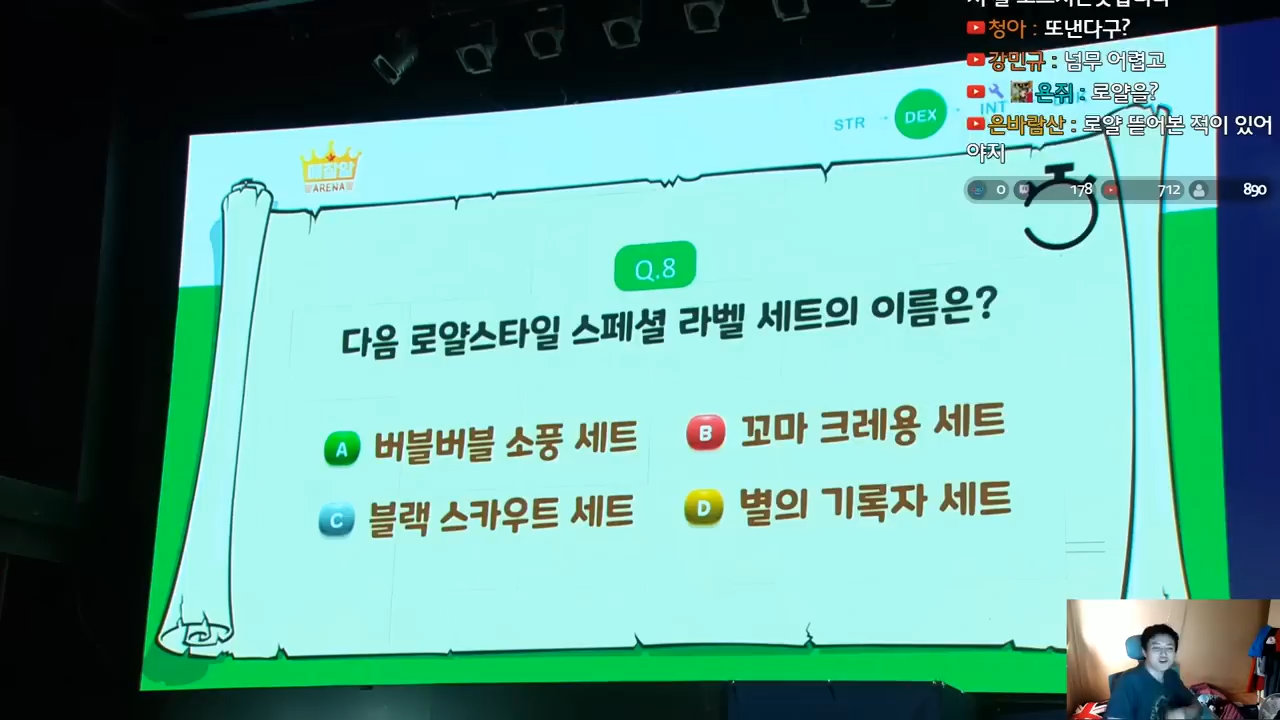 청아 : 또낸다구?
강민규 : 넘무 어렵고
은쥐 : 로얄을?
은바람산 : 로얄 뜯어본 적이 있어
야지
0 178 712 890
STR DEX INT
ARENA
Q.8
다음 로얄스타일 스페셜 라벨 세트의 이름은?
A 버블버블 소풍 세트
B 꼬마 크레용 세트
C 블랙 스카우트 세트
D 별의 기록자 세트